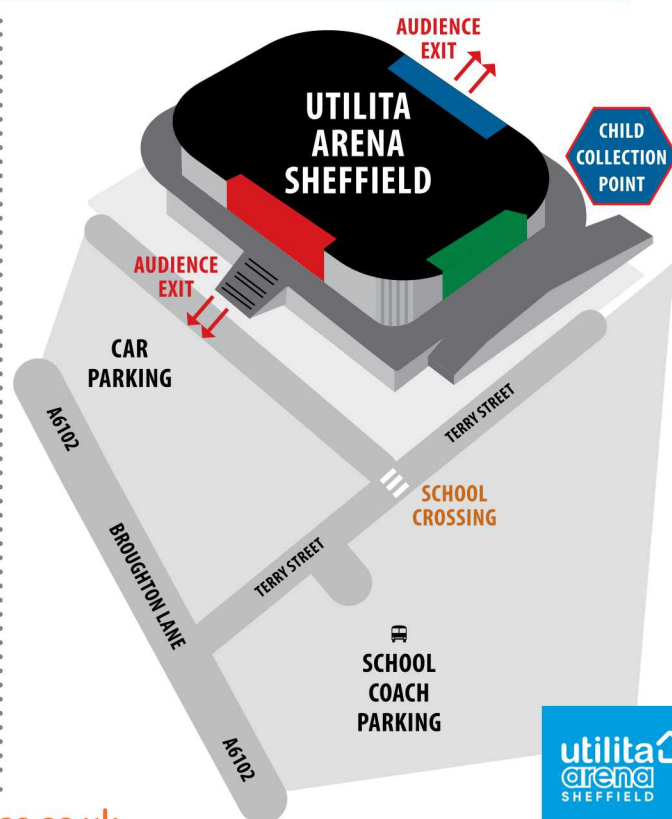 AUDIENCE
EXIT
UTILITA
ARENA
SHEFFIELD
CHILD
COLLECTION
POINT
AUDIENCE
EXIT
CAR
PARKING
A6102
TERRY STREET
SCHOOL
CROSSING
BROUGHTON LANE
TERRY STREET
SCHOOL
COACH
PARKING
A6102
utilita
arena
SHEFFIELD